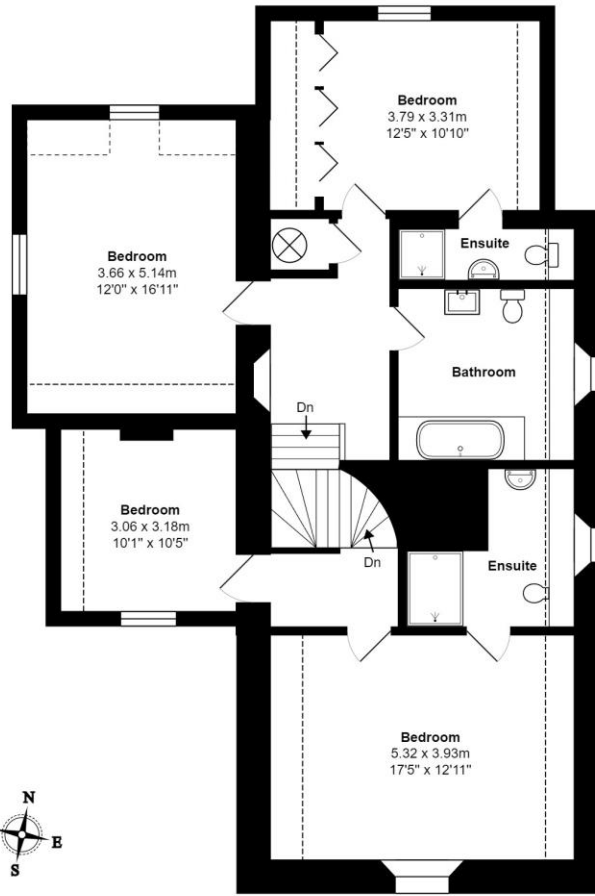 Bedroom
3.79 x 3.31m
12'5" x 10'10"
Ensuite
Bedroom
3.66 x 5.14m
12'0" x 16'11"
Bathroom
Dn
Bedroom
3.06 x 3.18m
10'1" x 10'5"
Dn
Ensuite
Bedroom
5.32 x 3.93m
17'5" x 12'11"
N
E
S